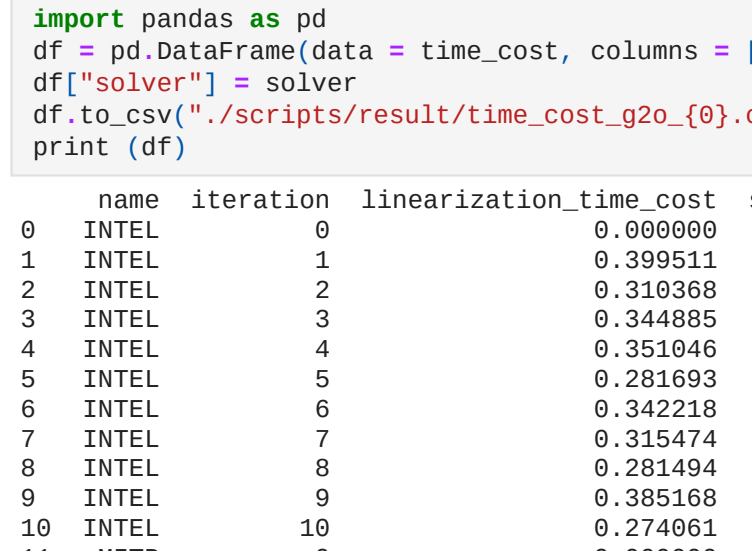 import pandas as pd
df = pd.DataFrame(data = time_cost, columns = [
df["solver"] = solver
df.to_csv("./scripts/result/time_cost_g2o_{0}.c
print (df)
name iteration linearization_time_cost s
0 INTEL 0 0.000000
1 INTEL 1 0.399511
2 INTEL 2 0.310368
3 INTEL 3 0.344885
4 INTEL 4 0.351046
5 INTEL 5 0.281693
6 INTEL 6 0.342218
7 INTEL 7 0.315474
8 INTEL 8 0.281494
9 INTEL 9 0.385168
10 INTEL 10 0.274061